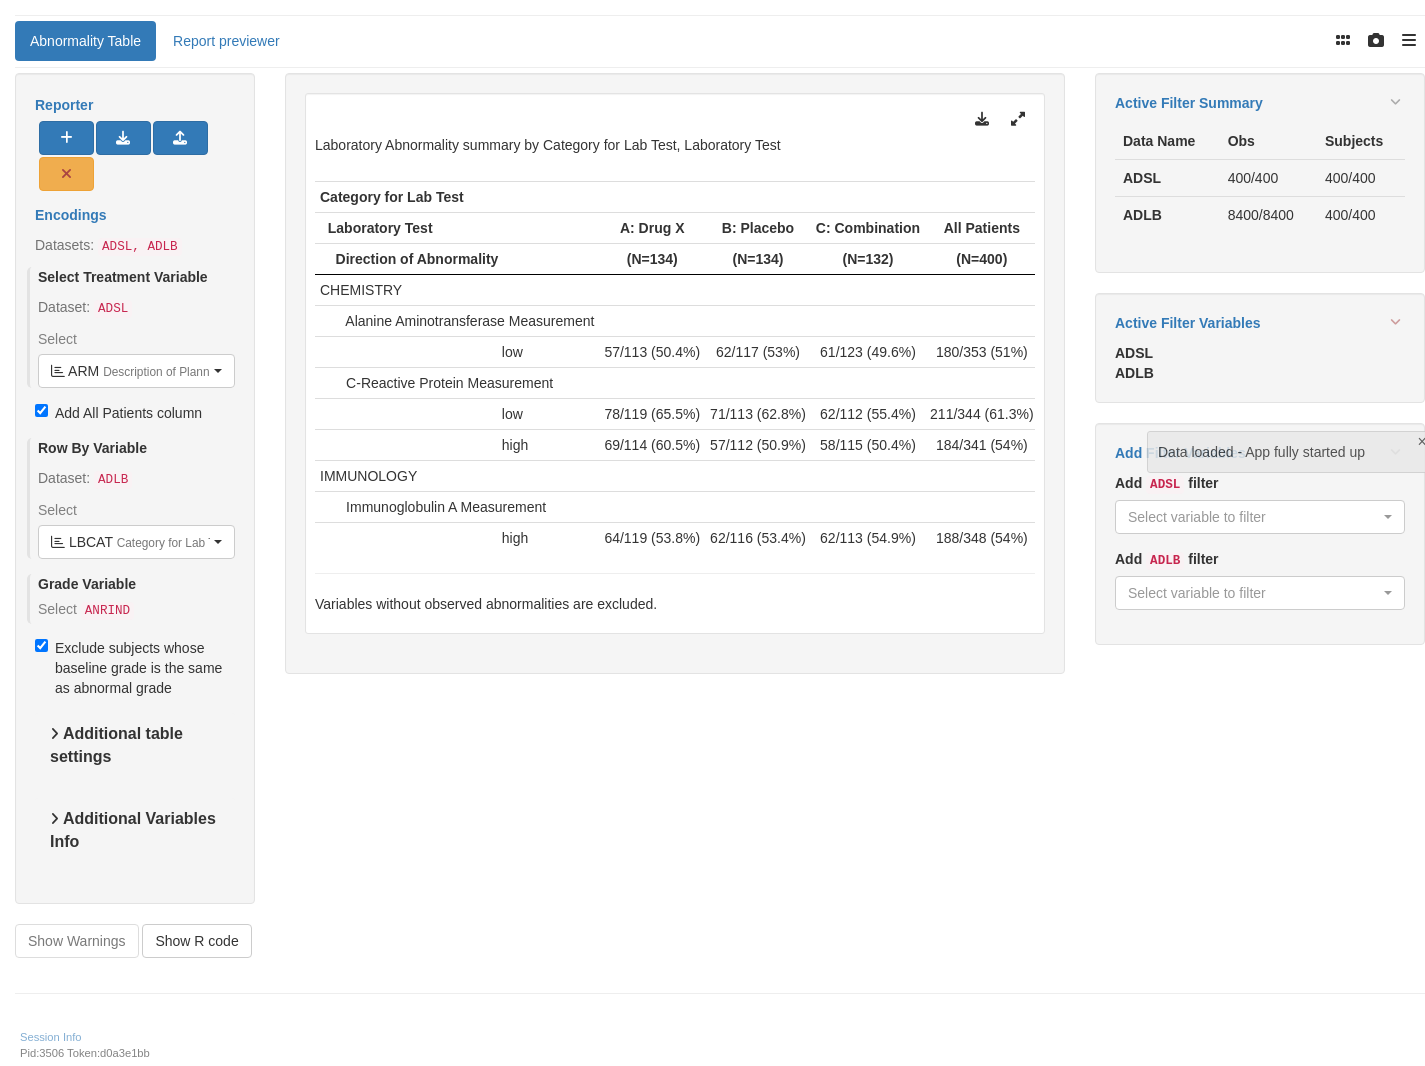 Abnormality Table
Report previewer
Reporter
Encodings
Datasets: ADSL, ADLB
Select Treatment Variable
Dataset: ADSL
Select
ARM Description of Plann
Add All Patients column
Row By Variable
Dataset: ADLB
Select
LBCAT Category for Lab
Grade Variable
Select ANRIND
Exclude subjects whose
baseline grade is the same
as abnormal grade
Additional table
settings
Additional Variables
Info
Show Warnings
Show R code
Laboratory Abnormality summary by Category for Lab Test, Laboratory Test
Category for Lab Test
Laboratory Test A: Drug X B: Placebo C: Combination All Patients
Direction of Abnormality (N=134) (N=134) (N=132) (N=400)
CHEMISTRY
Alanine Aminotransferase Measurement
low 57/113 (50.4%) 62/117 (53%) 61/123 (49.6%) 180/353 (51%)
C-Reactive Protein Measurement
low 78/119 (65.5%) 71/113 (62.8%) 62/112 (55.4%) 211/344 (61.3%)
high 69/114 (60.5%) 57/112 (50.9%) 58/115 (50.4%) 184/341 (54%)
IMMUNOLOGY
Immunoglobulin A Measurement
high 64/119 (53.8%) 62/116 (53.4%) 62/113 (54.9%) 188/348 (54%)
Variables without observed abnormalities are excluded.
Active Filter Summary
Data Name Obs Subjects
ADSL 400/400 400/400
ADLB 8400/8400 400/400
Active Filter Variables
ADSL
ADLB
Add
Data loaded - App fully started up
×
Add ADSL filter
Select variable to filter
Add ADLB filter
Select variable to filter
Session Info
Pid:3506 Token:d0a3e1bb